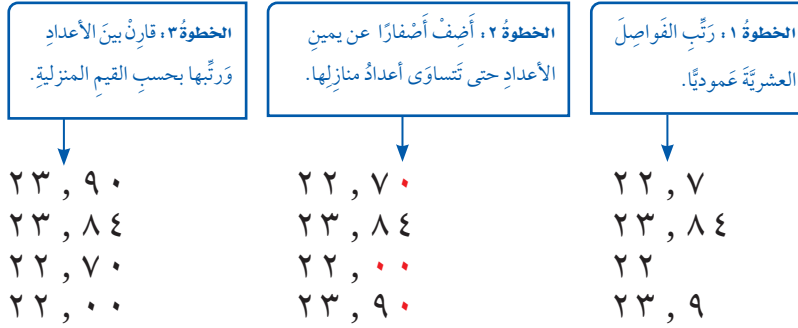 الخطوةُ ١ : رَتِّبِ الفَواصِلَ
العشريَّةَ عَموديًّا.
٢٢,٧
٢٣,٨٤
٢٢
٢٣,٩
الخطوةُ ٢ : أَضِفْ أَصْفارًا عن يمينِ
الأعدادِ حتى تَتساوَى أعدادُ منازِلِها.
٢٢,٧٠
٢٣,٨٤
٢٢,٠٠
٢٣,٩٠
الخطوةُ ٣ : قارِنْ بينَ الأعدادِ
وَرتِّبها بحسبِ القيمِ المنزليةِ.
٢٣,٩٠
٢٣,٨٤
٢٢,٧٠
٢٢,٠٠